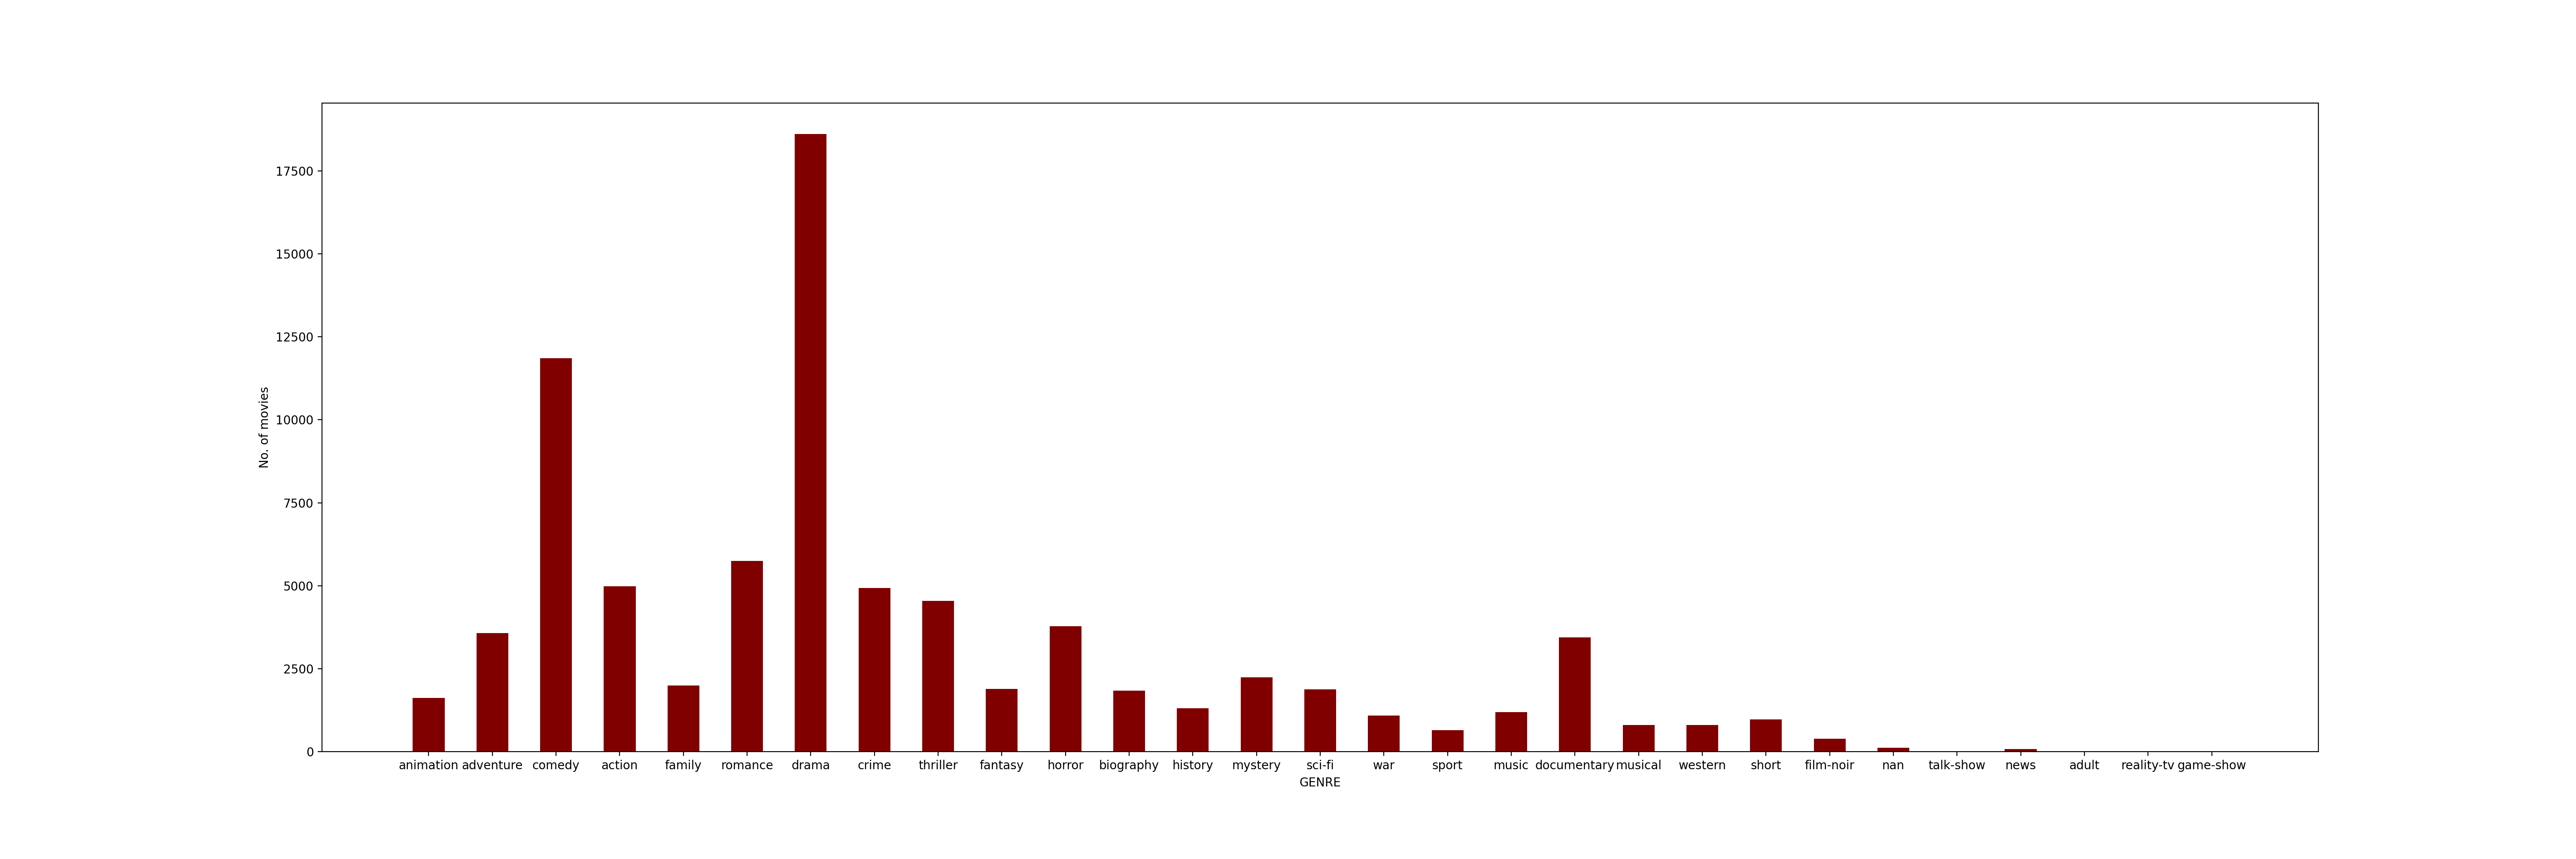 17500
15000
12500
10000
7500
5000
2500
0
No. of movies
animation adventure comedy action family romance drama crime thriller fantasy horror biography history mystery sci-fi war sport music documentary musical western short film-noir nan talk-show news adult reality-tv game-show
GENRE